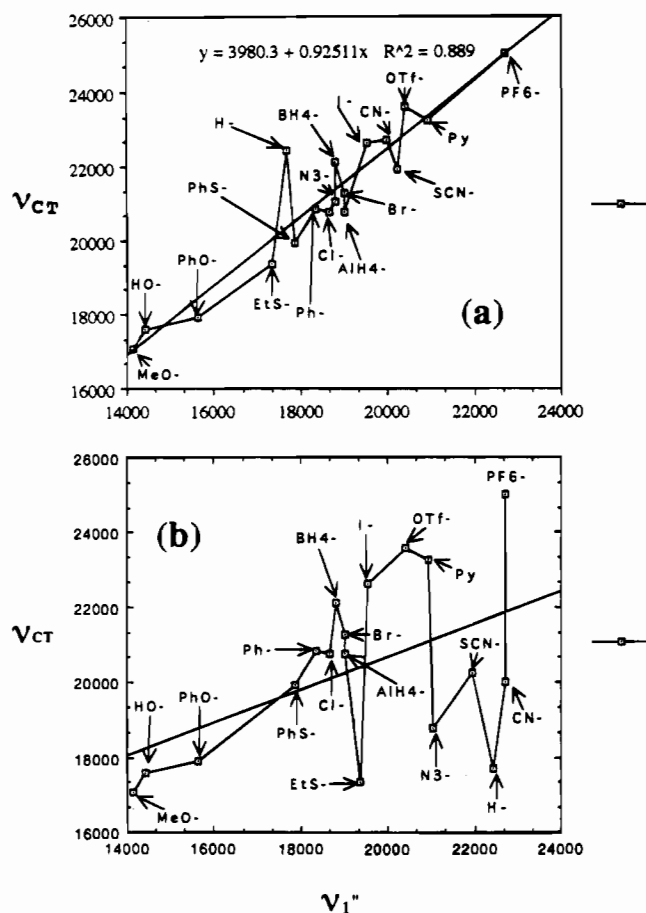 26000
y = 3980.3 + 0.92511x R^2 = 0.889
OTf-
I-
PF6-
24000
BH4-
CN-
H-
Py
22000
N3-
PhS-
SCN-
Br-
νCT
20000
PhO-
Cl-
AlH4-
HO-
EtS-
Ph-
(a)
18000
MeO-
16000
14000 16000 18000 20000 22000 24000
26000
PF6-
(b)
I-
OTf-
24000
BH4-
Py
22000
Ph-
Br-
SCN-
νCT
AlH4-
20000
HO-
PhO-
Cl-
PhS-
CN-
N3-
18000
EtS-
H-
MeO-
16000
14000 16000 18000 20000 22000 24000
ν1"